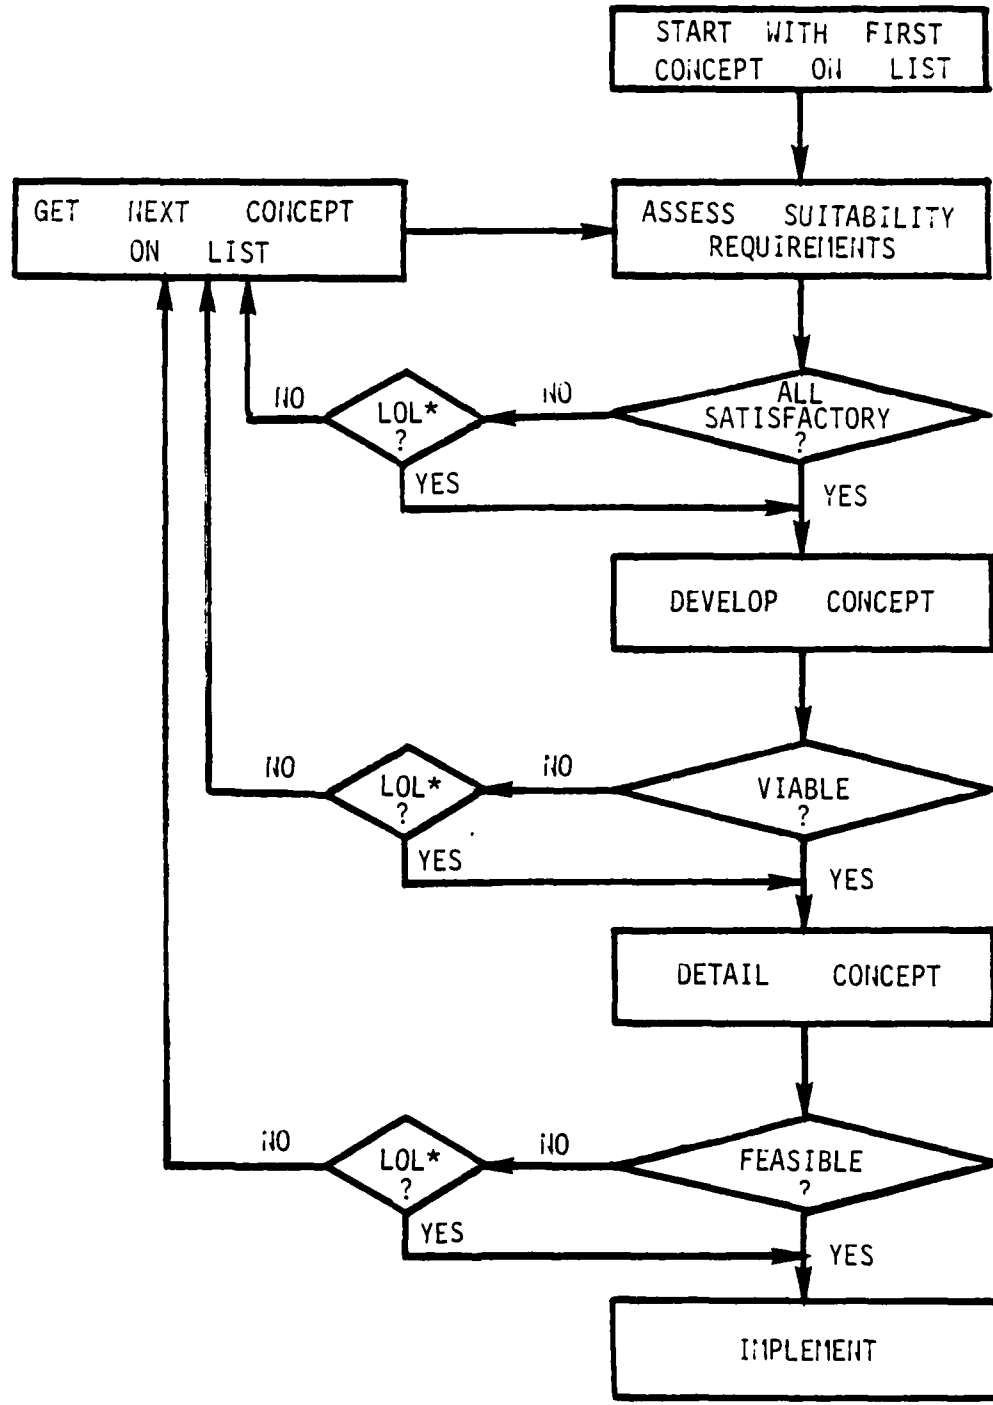 START WITH FIRST
CONCEPT ON LIST
GET NEXT CONCEPT
ON LIST
ASSESS SUITABILITY
REQUIREMENTS
NO
LOL*
?
NO
ALL
SATISFACTORY
?
YES
YES
DEVELOP CONCEPT
NO
LOL*
?
NO
VIABLE
?
YES
YES
DETAIL CONCEPT
NO
LOL*
?
NO
FEASIBLE
?
YES
YES
IMPLEMENT